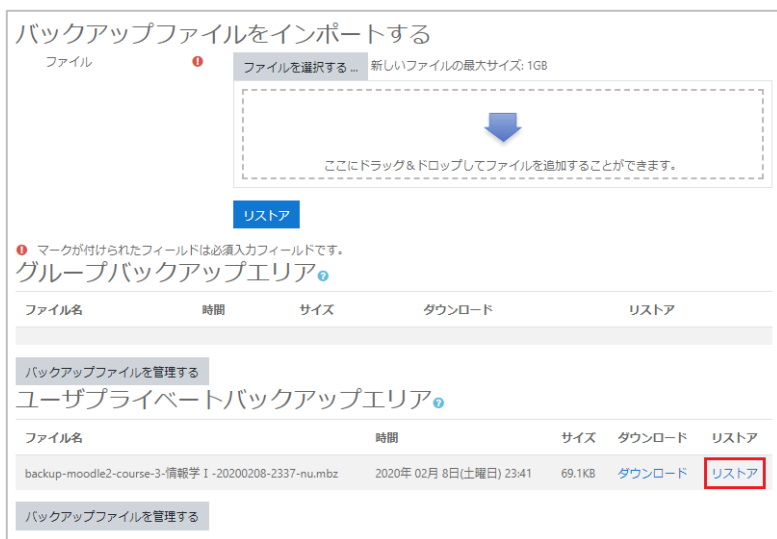 バックアップファイルをインポートする
ファイル
ファイルを選択する ... 新しいファイルの最大サイズ: 1GB
ここにドラッグ&ドロップしてファイルを追加することができます。
リストア
マークが付けられたフィールドは必須入力フィールドです。
グループバックアップエリア
ファイル名 時間 サイズ ダウンロード リストア
バックアップファイルを管理する
ユーザプライベートバックアップエリア
ファイル名 時間 サイズ ダウンロード リストア
backup-moodle2-course-3-情報学Ⅰ-20200208-2337-nu.mbz 2020年 02月 8日(土曜日) 23:41 69.1KB ダウンロード リストア
バックアップファイルを管理する